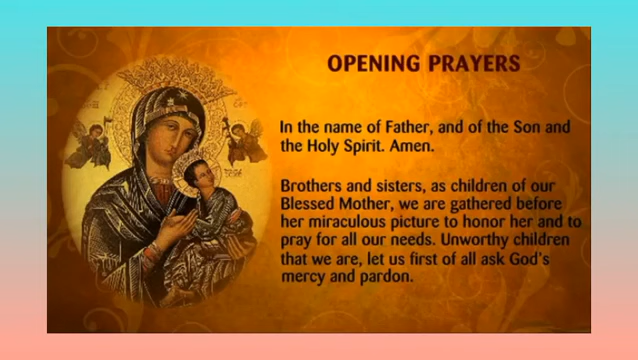 OPENING PRAYERS
In the name of Father, and of the Son and
the Holy Spirit. Amen.
Brothers and sisters, as children of our
Blessed Mother, we are gathered before
her miraculous picture to honor her and to
pray for all our needs. Unworthy children
that we are, let us first of all ask God's
mercy and pardon.